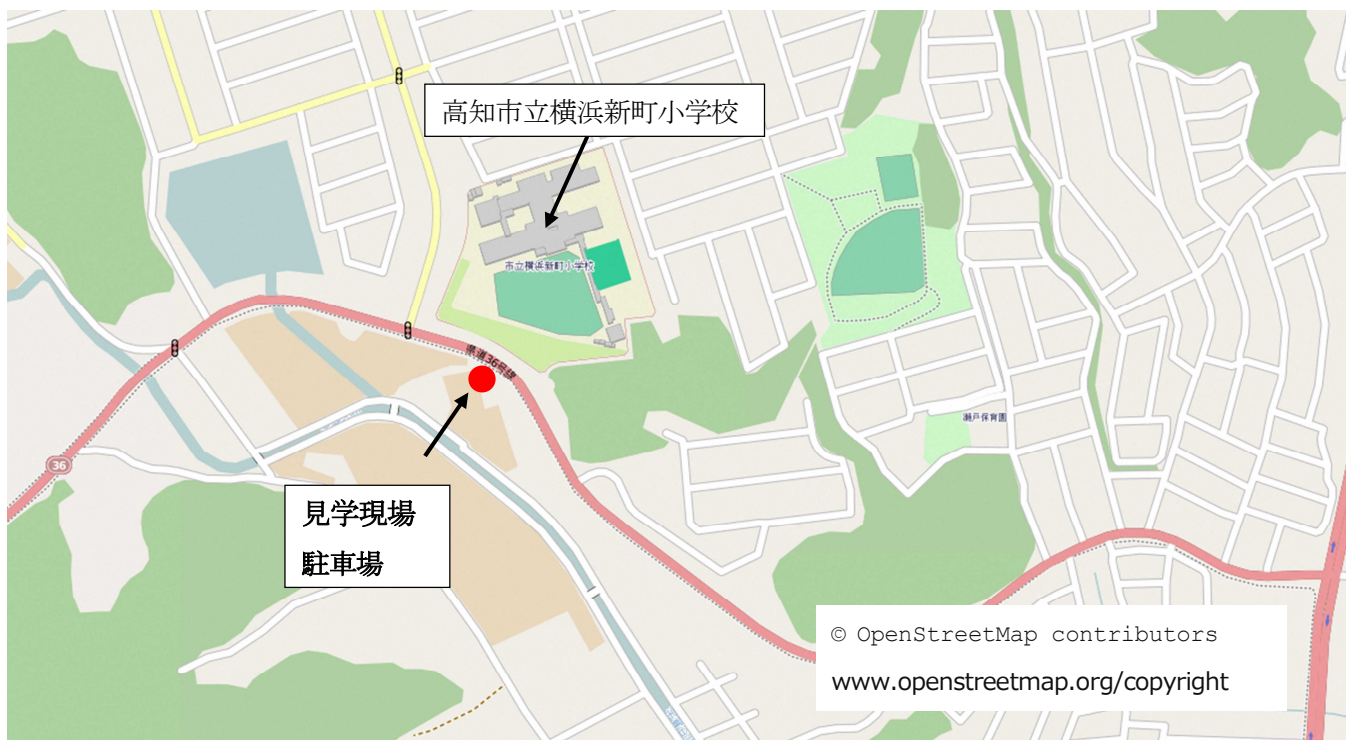 高知市立横浜新町小学校
市立横浜新町小学校
県道36号線
瀬戸保育園
36
見学現場
駐車場
© OpenStreetMap contributors
www.openstreetmap.org/copyright